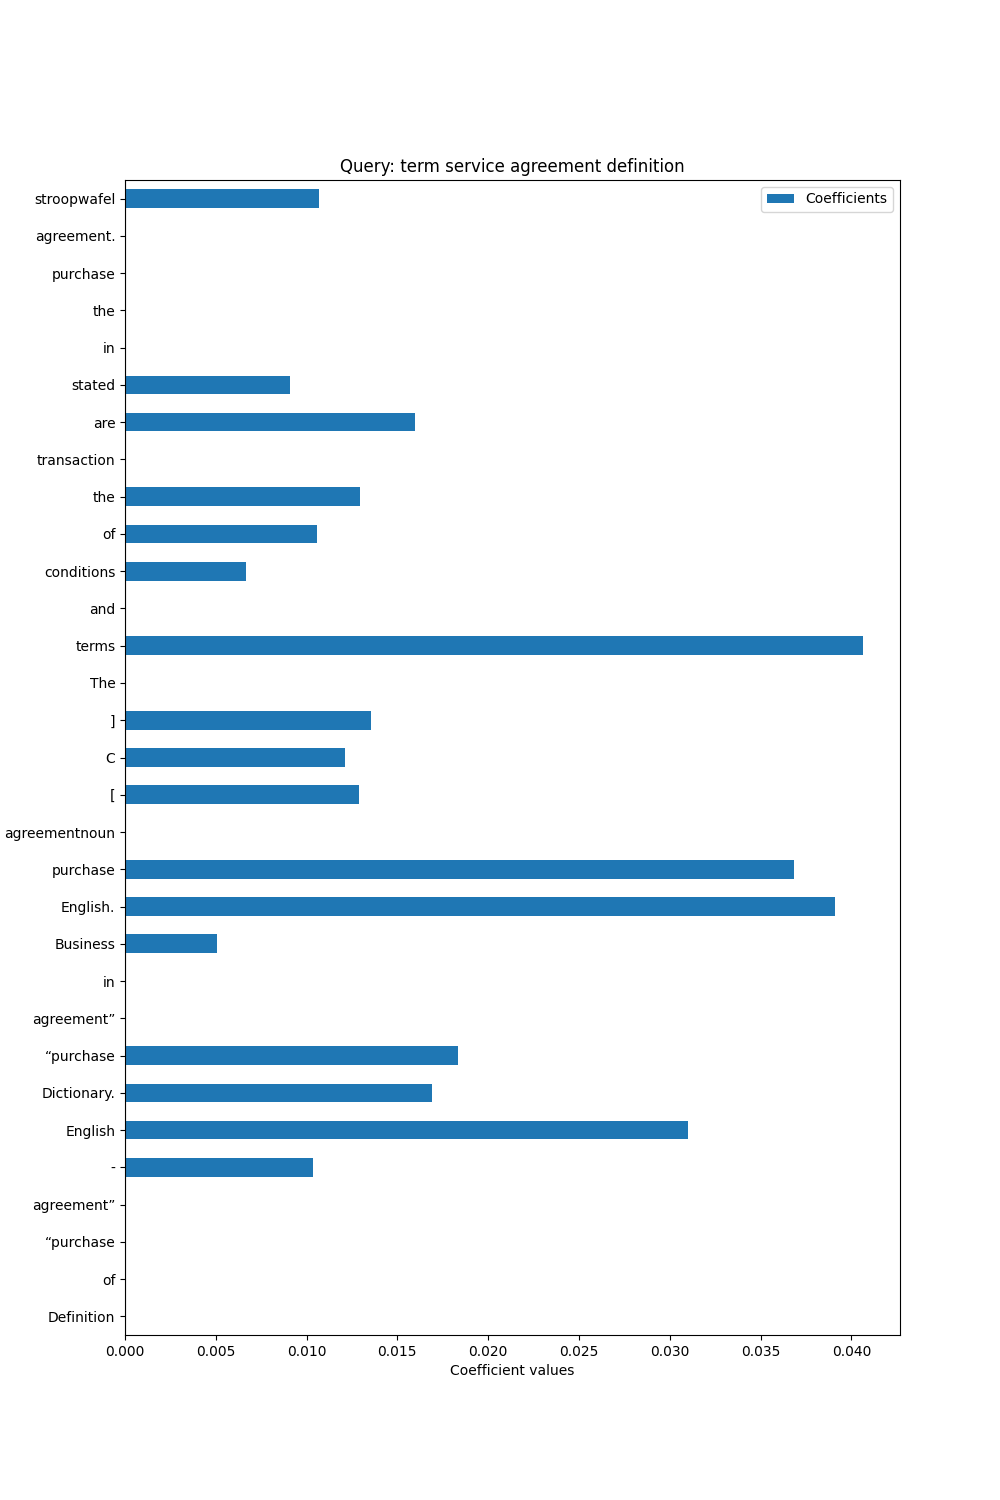 Query: term service agreement definition
Coefficients
stroopwafel
agreement.
purchase
the
in
stated
are
transaction
the
of
conditions
and
terms
The
]
C
[
agreementnoun
purchase
English.
Business
in
agreement”
“purchase
Dictionary.
English
-
agreement”
“purchase
of
Definition
0.000 0.005 0.010 0.015 0.020 0.025 0.030 0.035 0.040
Coefficient values